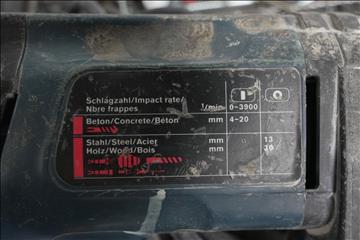 Schlagzahl/Impact rate/
Nbre frappes 1/min 0-3900
Beton/Concrete/Béton mm 4-20
Stahl/Steel/Acier mm 13
Holz/Wood/Bois mm 30